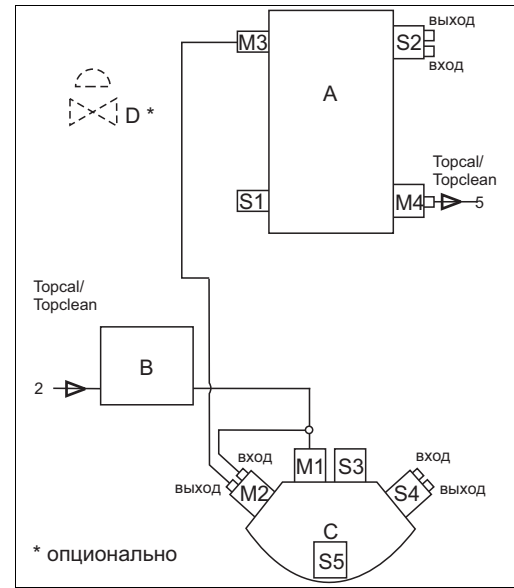 M3
S2
выход
вход
A
D *
Topcal/
Topclean
S1
M4
5
Topcal/
Topclean
B
2
вход
выход
M2
M1
S3
вход
выход
S4
C
S5
* опционально